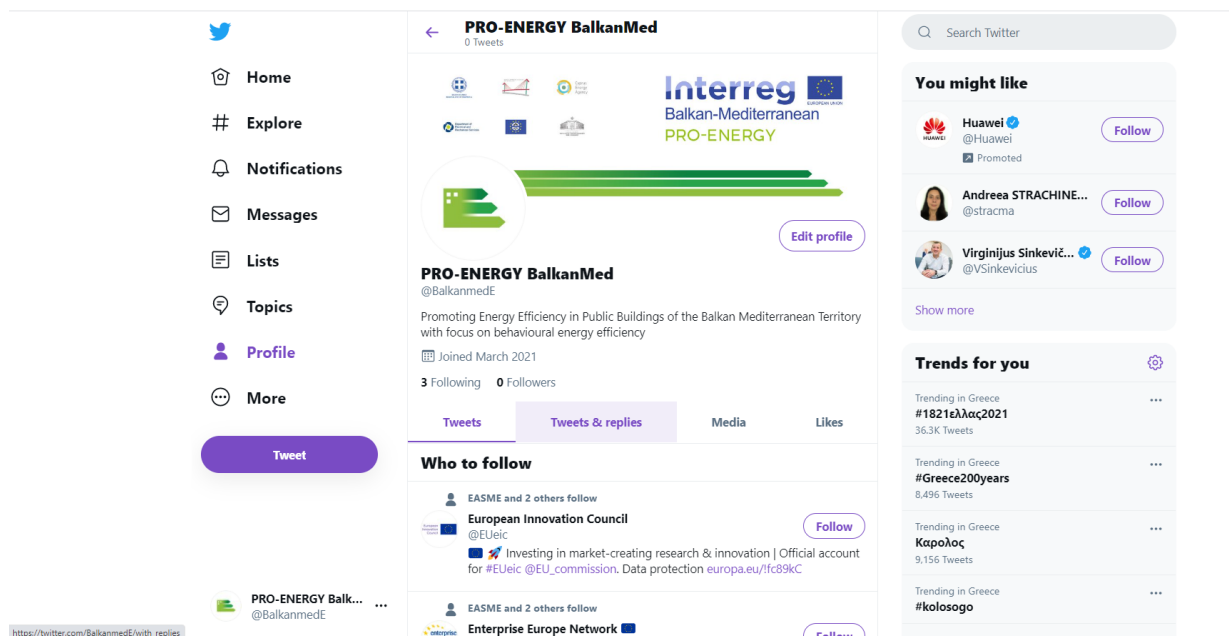 PRO-ENERGY BalkanMed
0 Tweets
Home
Explore
Notifications
Messages
Lists
Topics
Profile
More
Tweet
PRO-ENERGY Balk...
@BalkanmedE
https://twitter.com/BalkanmedE/with_replies
Interreg
EUROPEAN UNION
Balkan-Mediterranean
PRO-ENERGY
Edit profile
PRO-ENERGY BalkanMed
@BalkanmedE
Promoting Energy Efficiency in Public Buildings of the Balkan Mediterranean Territory
with focus on behavioural energy efficiency
Joined March 2021
3 Following 0 Followers
Tweets Tweets & replies Media Likes
Who to follow
EASME and 2 others follow
European Innovation Council
@EUeic
Follow
Investing in market-creating research & innovation | Official account
for #EUeic @EU_commission. Data protection europa.eu/!fc89kC
EASME and 2 others follow
Enterprise Europe Network
Follow
Search Twitter
You might like
HUAWEI
Huawei
@Huawei
Promoted
Follow
Andreea STRACHINE...
@stracma
Follow
Virginijus Sinkevič...
@VSinkevicius
Follow
Show more
Trends for you
Trending in Greece
#1821ελλας2021
36.3K Tweets
Trending in Greece
#Greece200years
8,496 Tweets
Trending in Greece
Καρολος
9,156 Tweets
Trending in Greece
#kolosogo